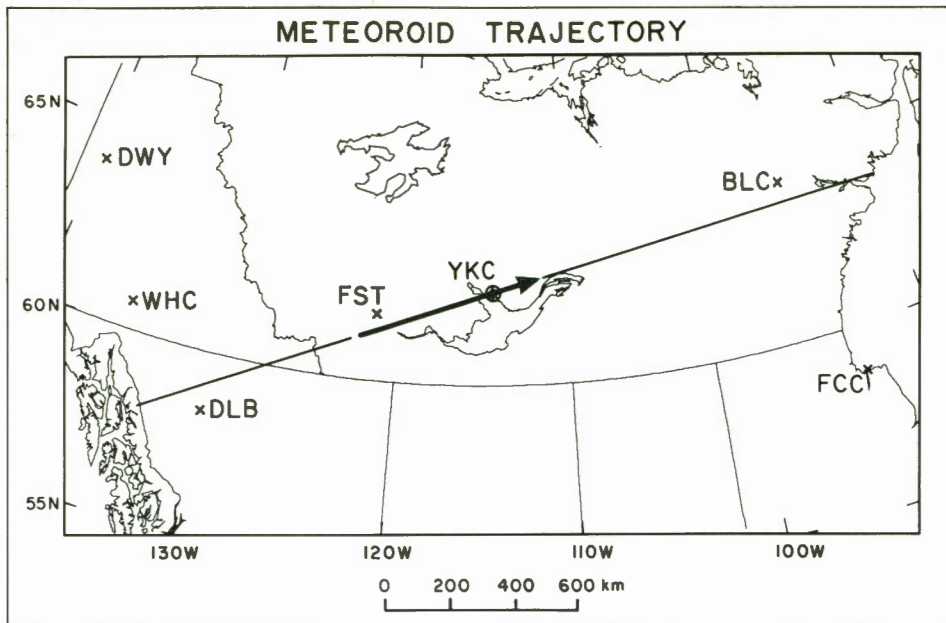 METEOROID TRAJECTORY
65N
DWY
BLC
YKC
FST
WHC
60N
DLB
FCC
55N
130W 120W 110W 100W
0 200 400 600 km